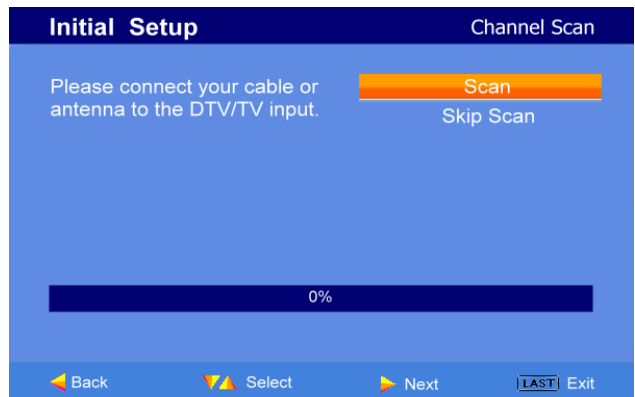 Initial Setup
Channel Scan
Please connect your cable or
antenna to the DTV/TV input.
Scan
Skip Scan
0%
Back
Select
Next
LAST Exit